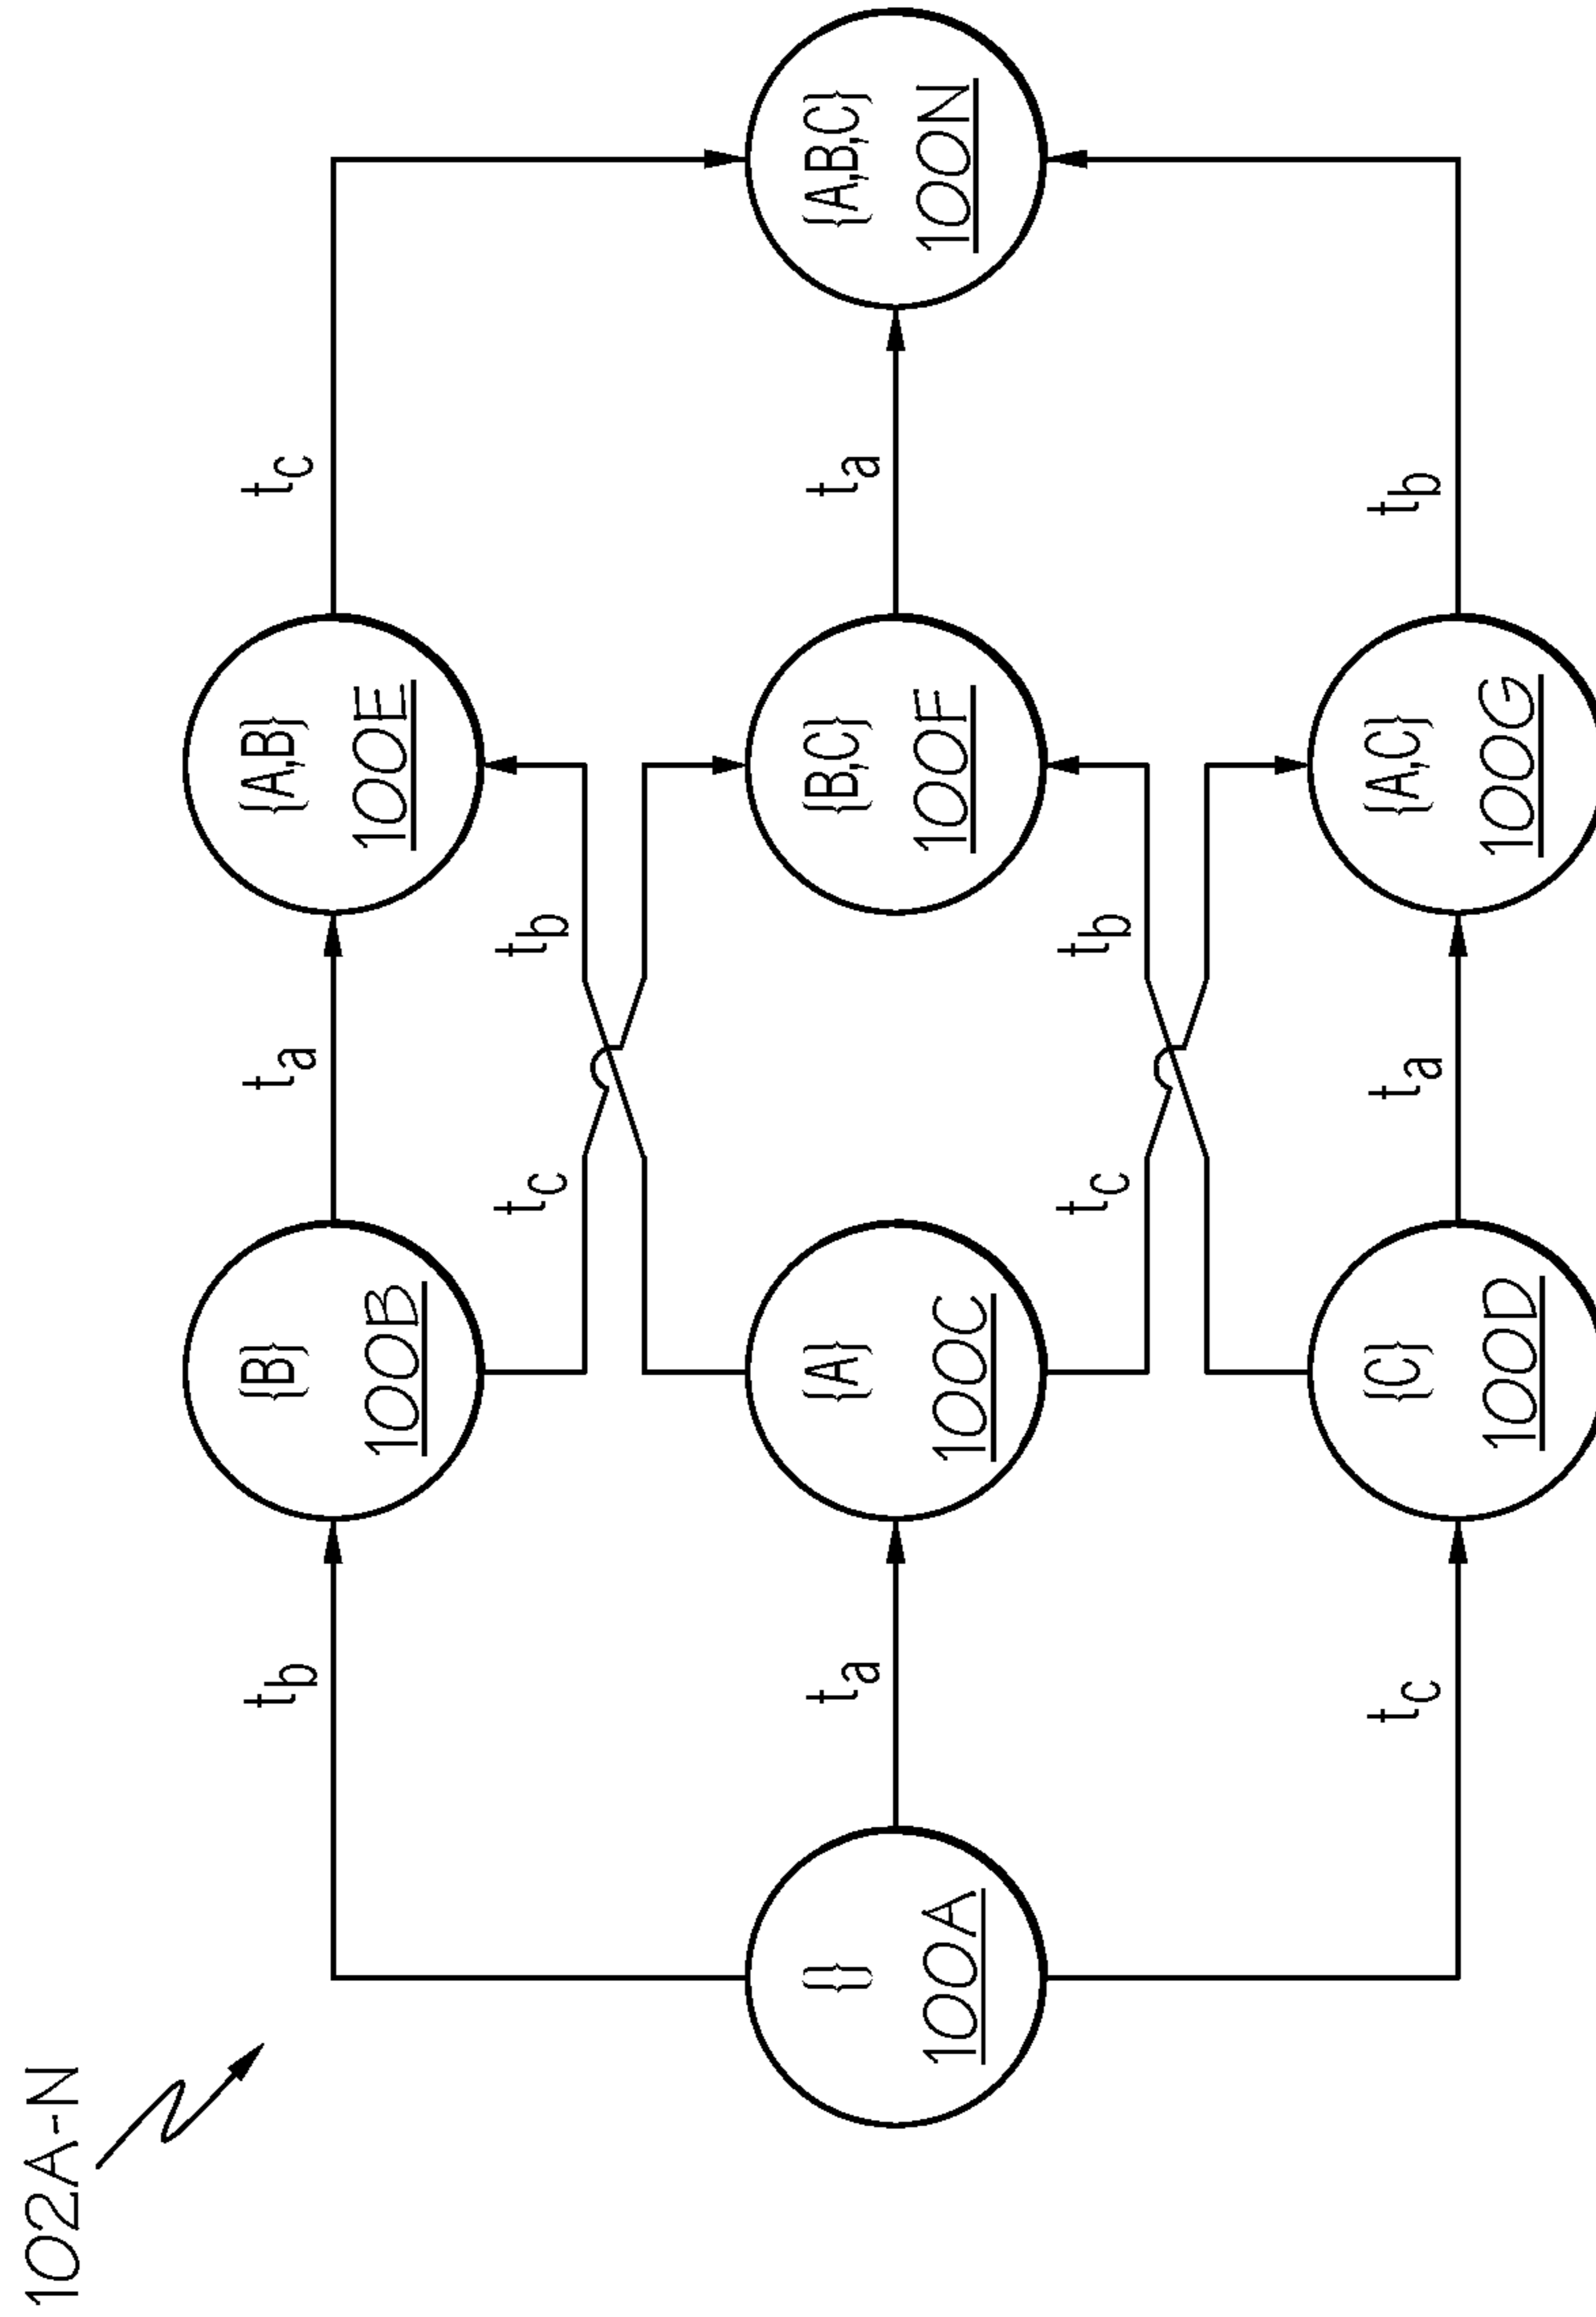 102A-N
{}
100A
t_b
t_a
t_c
{B}
100B
{A}
100C
{C}
100D
t_a
t_c
t_b
t_c
t_b
t_a
{A,B}
100E
{B,C}
100F
{A,C}
100G
t_c
t_a
t_b
{A,B,C}
100N